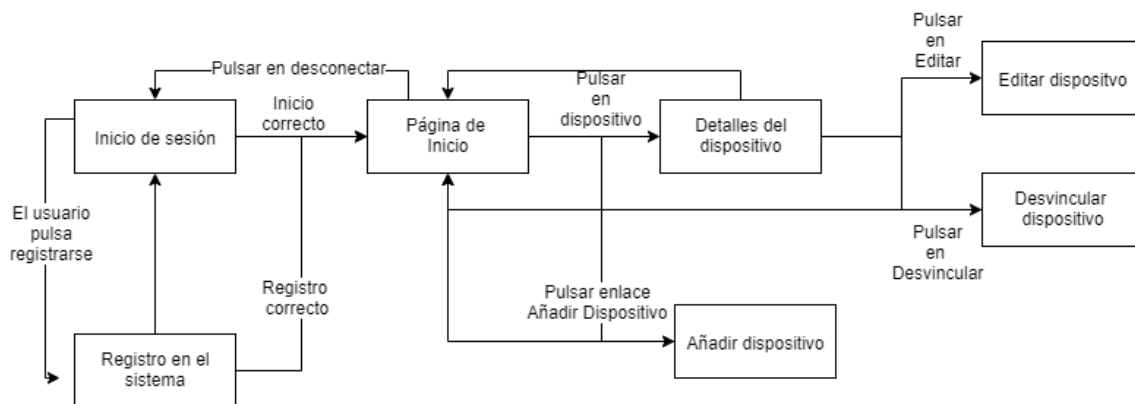 Pulsar
en
Editar
Editar dispositvo
Pulsar en desconectar
Pulsar
en
dispositivo
Inicio
correcto
Inicio de sesión
Página de
Inicio
Detalles del
dispositivo
Desvincular
dispositivo
El usuario
pulsa
registrarse
Pulsar
en
Desvincular
Registro
correcto
Pulsar enlace
Añadir Dispositivo
Añadir dispositivo
Registro en el
sistema